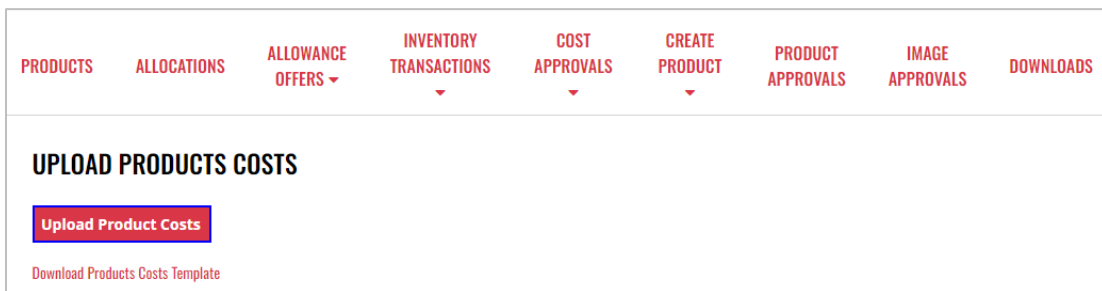 PRODUCTS
ALLOCATIONS
ALLOWANCE
OFFERS
INVENTORY
TRANSACTIONS
COST
APPROVALS
CREATE
PRODUCT
PRODUCT
APPROVALS
IMAGE
APPROVALS
DOWNLOADS
UPLOAD PRODUCTS COSTS
Upload Product Costs
Download Products Costs Template